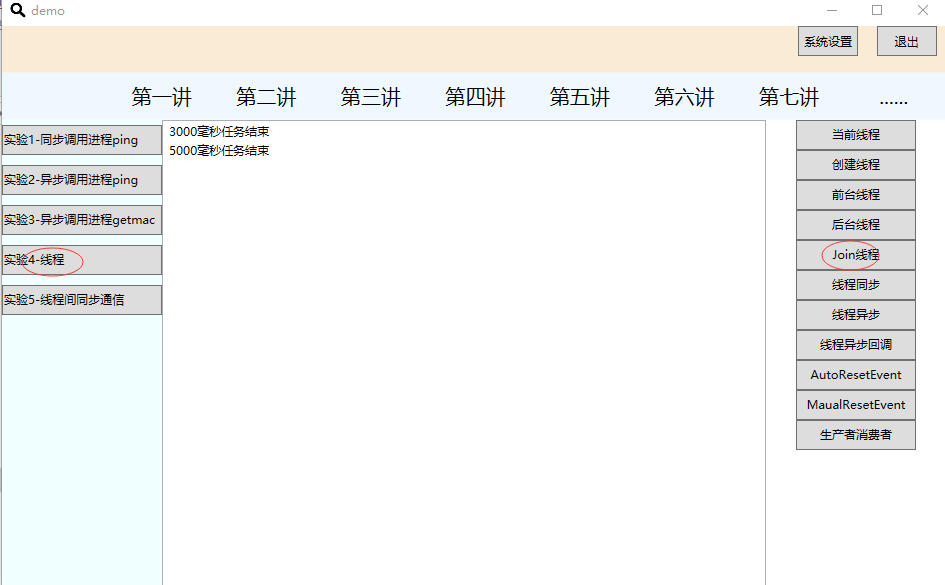 demo
系统设置
退出
第一讲 第二讲 第三讲 第四讲 第五讲 第六讲 第七讲 ......
实验1-同步调用进程ping
实验2-异步调用进程ping
实验3-异步调用进程getmac
实验4-线程
实验5-线程间同步通信
3000毫秒任务结束
5000毫秒任务结束
当前线程
创建线程
前台线程
后台线程
Join线程
线程同步
线程异步
线程异步回调
AutoResetEvent
MaualResetEvent
生产者消费者